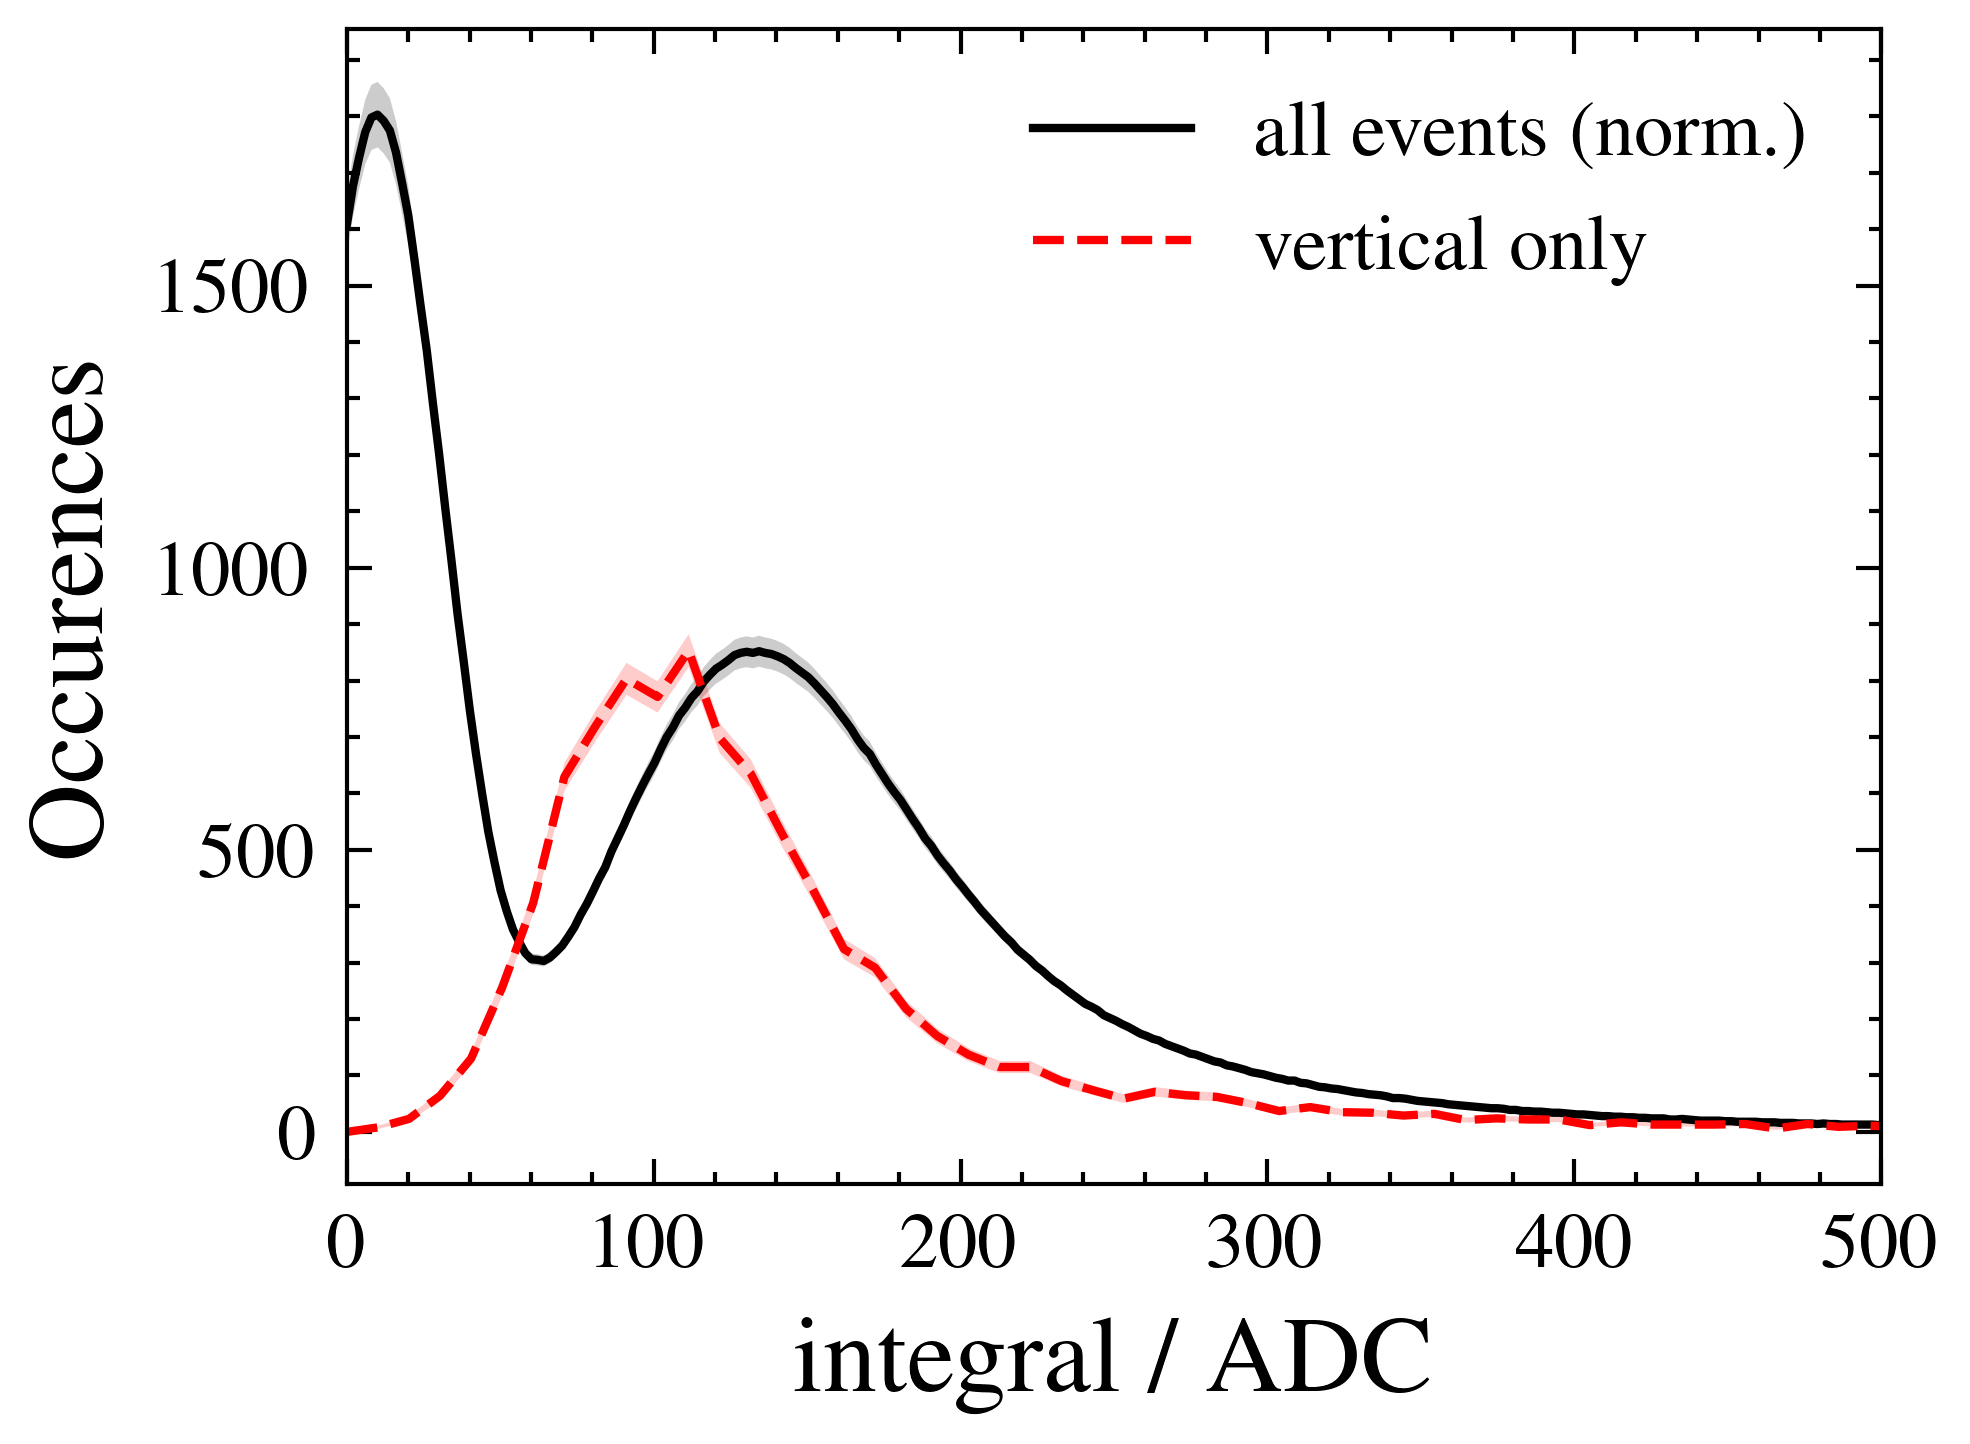 all events (norm.)
vertical only
Occurences
1500
1000
500
0
0 100 200 300 400 500
integral / ADC